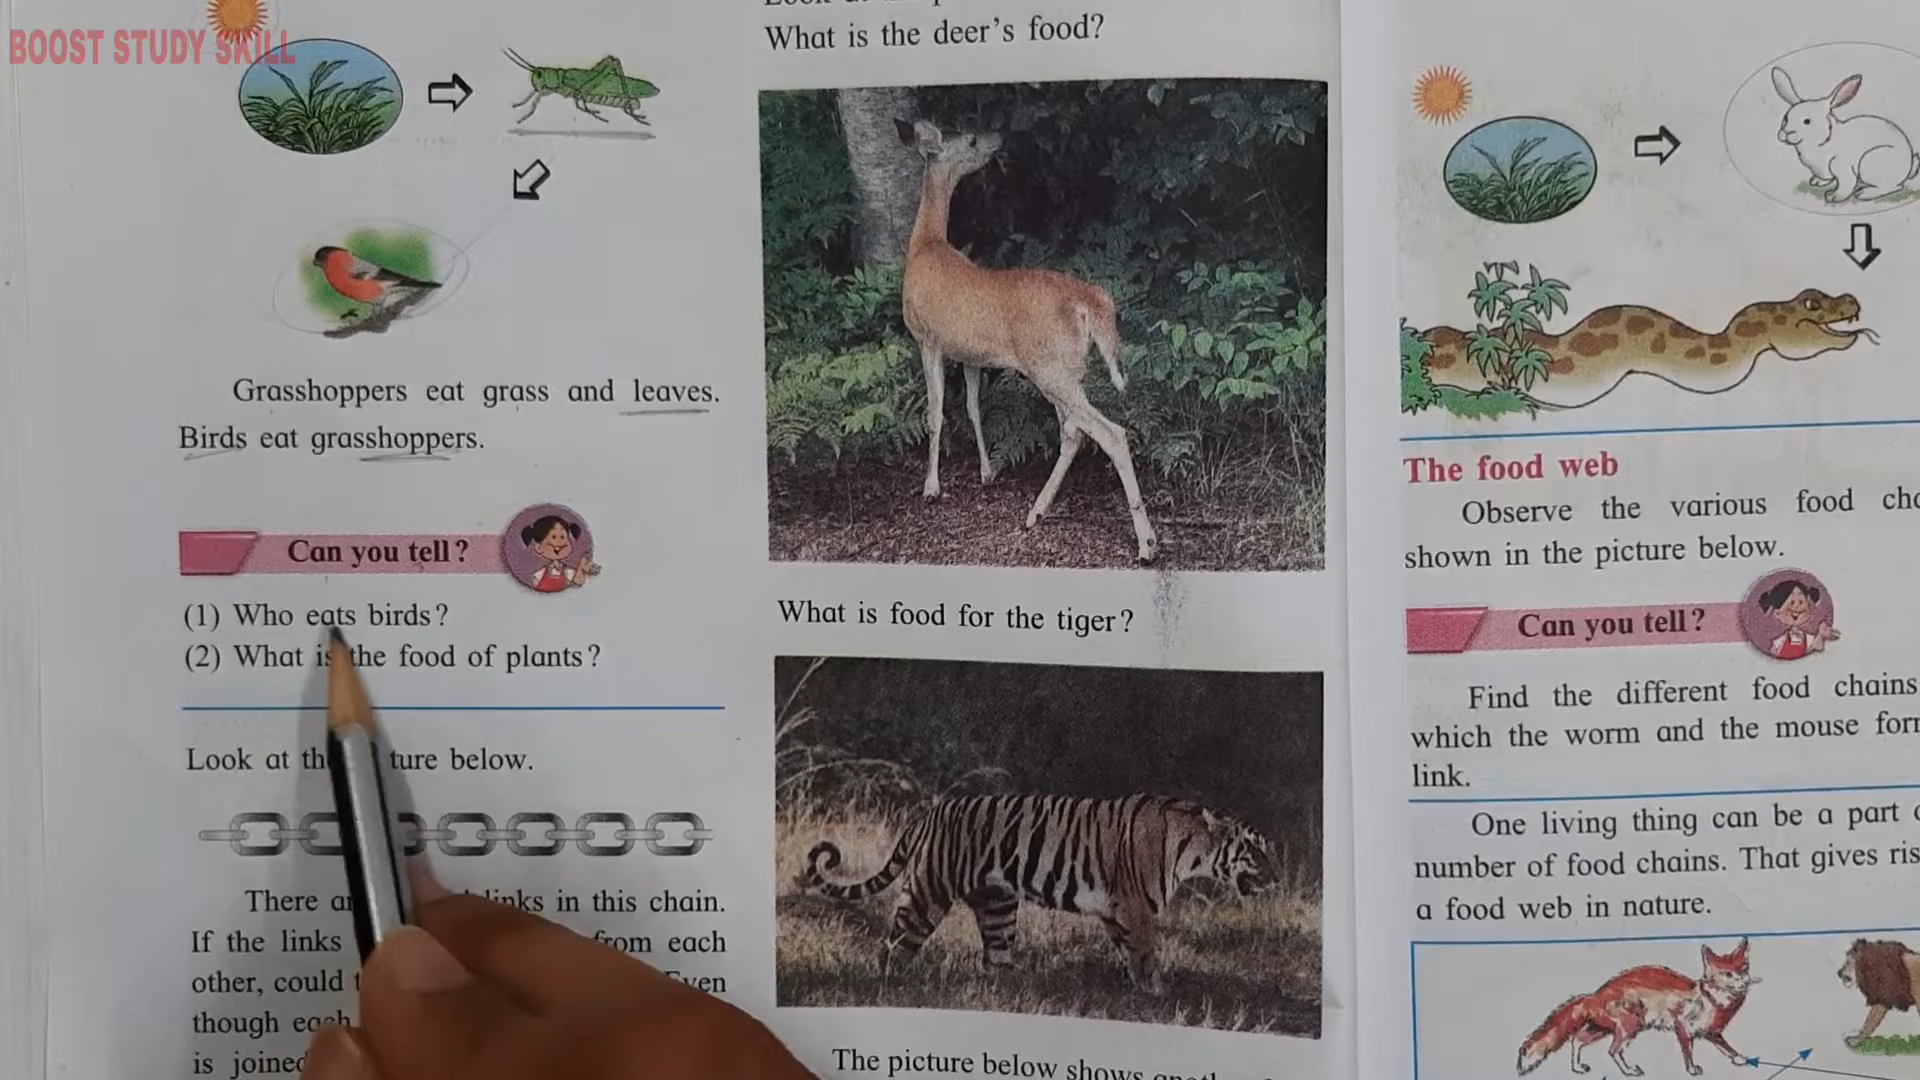 BOOST STUDY SKILL
Grasshoppers eat grass and leaves.
Birds eat grasshoppers.
Can you tell?
(1) Who eats birds?
(2) What is the food of plants?
Look at the ture below.
There links in this chain.
If the links from each
other, could
though each
is joined
What is the deer's food?
What is food for the tiger?
The picture below shows
The food web
Observe the various food
shown in the picture below.
Can you tell?
Find the different food chains
which the worm and the mouse
link.
One living thing can be a part
number of food chains. That gives
a food web in nature.